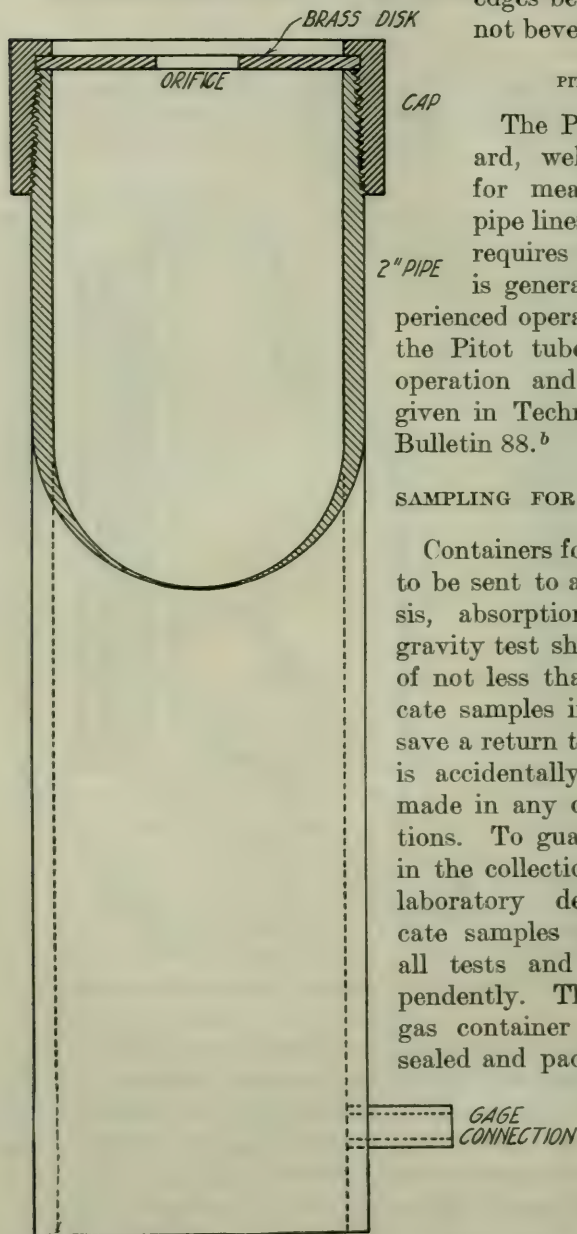 edges be
not beve
BRASS DISK
ORIFICE
CAP
PIT
The P
ard, wel
for mea
pipe line
2" PIPE
requires
is genera
perienced opera
the Pitot tube
operation and
given in Techn
Bulletin 88.b
SAMPLING FOR
Containers fo
to be sent to a
sis, absorption
gravity test sh
of not less tha
cate samples i
save a return t
is accidentally
made in any o
tions. To gua
in the collectio
laboratory de
cate samples
all tests and
pendently. Th
gas container
sealed and pac
GAGE
CONNECTION